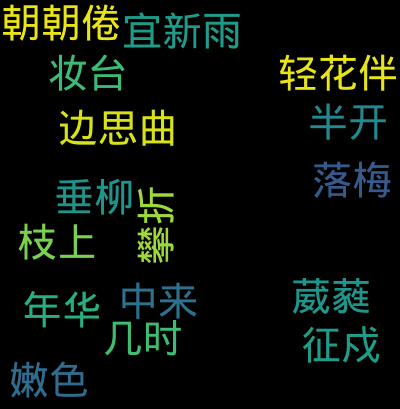 朝朝倦
宜新雨
妆台
轻花伴
边思曲
半开
落梅
垂柳
攀折
枝上
年华
中来
葳蕤
几时
征戍
嫩色